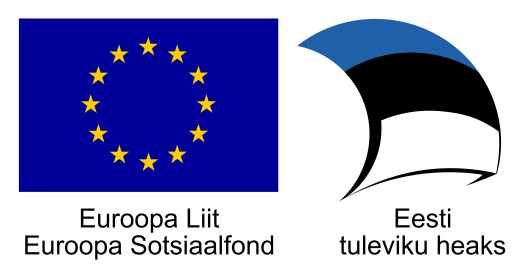 Euroopa Liit
Euroopa Sotsiaalfond
Eesti
tuleviku heaks